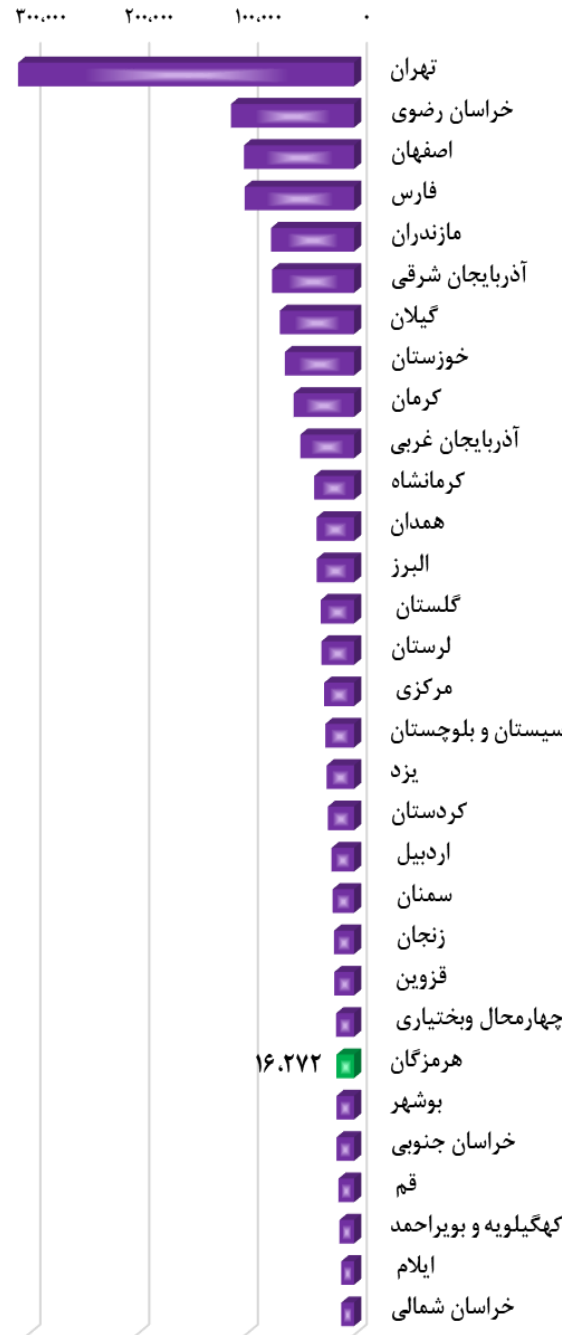 ۳۰۰،۰۰۰ ۲۰۰،۰۰۰ ۱۰۰،۰۰۰ ۰
تهران
خراسان رضوی
اصفهان
فارس
مازندران
آذربایجان شرقی
گیلان
خوزستان
کرمان
آذربایجان غربی
کرمانشاه
همدان
البرز
گلستان
لرستان
مرکزی
سیستان و بلوچستان
یزد
کردستان
اردبیل
سمنان
زنجان
قزوین
چهارمحال وبختیاری
هرمزگان ۱۶،۲۷۲
بوشهر
خراسان جنوبی
قم
کهگیلویه و بویراحمد
ایلام
خراسان شمالی